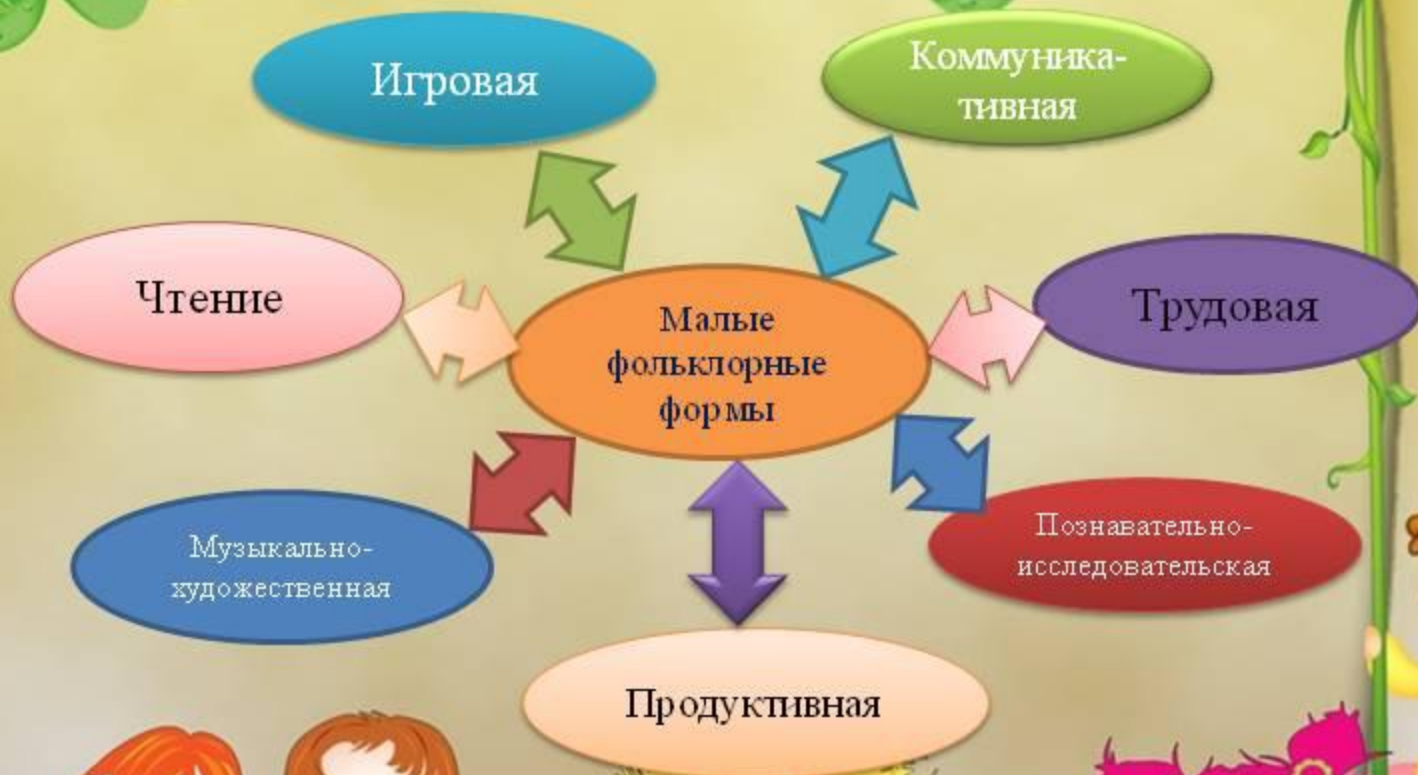 Игровая
Коммуника-
тивная
Чтение
Малые
фольклорные
формы
Трудовая
Музыкально-
художественная
Познавательно-
исследовательская
Продуктивная